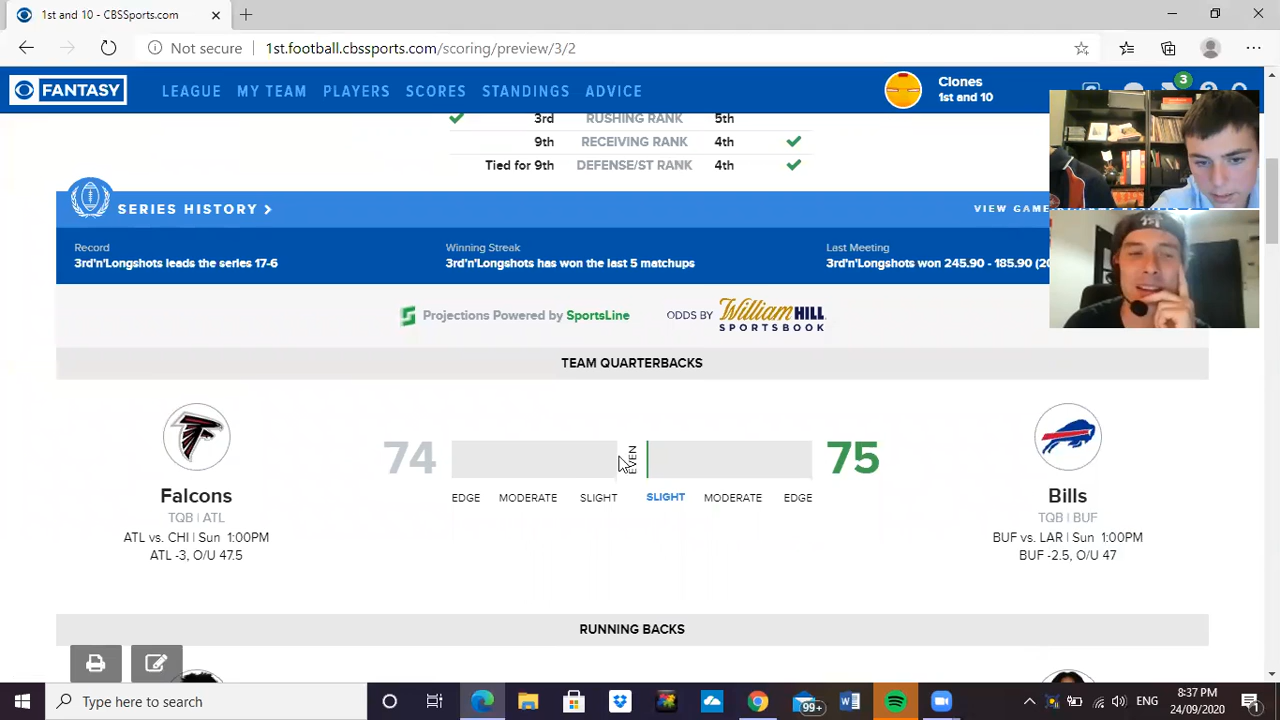 1st and 10 - CBSSports.com
Not secure 1st.football.cbssports.com/scoring/preview/3/2
FANTASY LEAGUE MY TEAM PLAYERS SCORES STANDINGS ADVICE
Clones
1st and 10
3
3rd RUSHING RANK 5th
9th RECEIVING RANK 4th
Tied for 9th DEFENSE/ST RANK 4th
SERIES HISTORY >
VIEW GAME
Record Winning Streak Last Meeting
3rd'n'Longshots leads the series 17-6 3rd'n'Longshots has won the last 5 matchups 3rd'n'Longshots won 245.90 - 185.90 (20
Projections Powered by SportsLine ODDS BY William HILL
SPORTSBOOK
TEAM QUARTERBACKS
74 EVEN 75
EDGE MODERATE SLIGHT SLIGHT MODERATE EDGE
Falcons Bills
TQB | ATL TQB | BUF
ATL vs. CHI | Sun 1:00PM BUF vs. LAR | Sun 1:00PM
ATL -3, O/U 47.5 BUF -2.5, O/U 47
RUNNING BACKS
Type here to search
99+
ENG
8:37 PM
24/09/2020
1